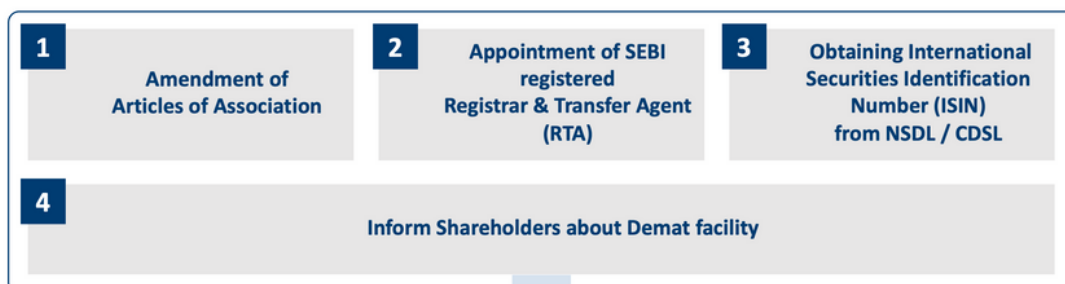 1
Amendment of
Articles of Association
2
Appointment of SEBI
registered
Registrar & Transfer Agent
(RTA)
3
Obtaining International
Securities Identification
Number (ISIN)
from NSDL / CDSL
4
Inform Shareholders about Demat facility